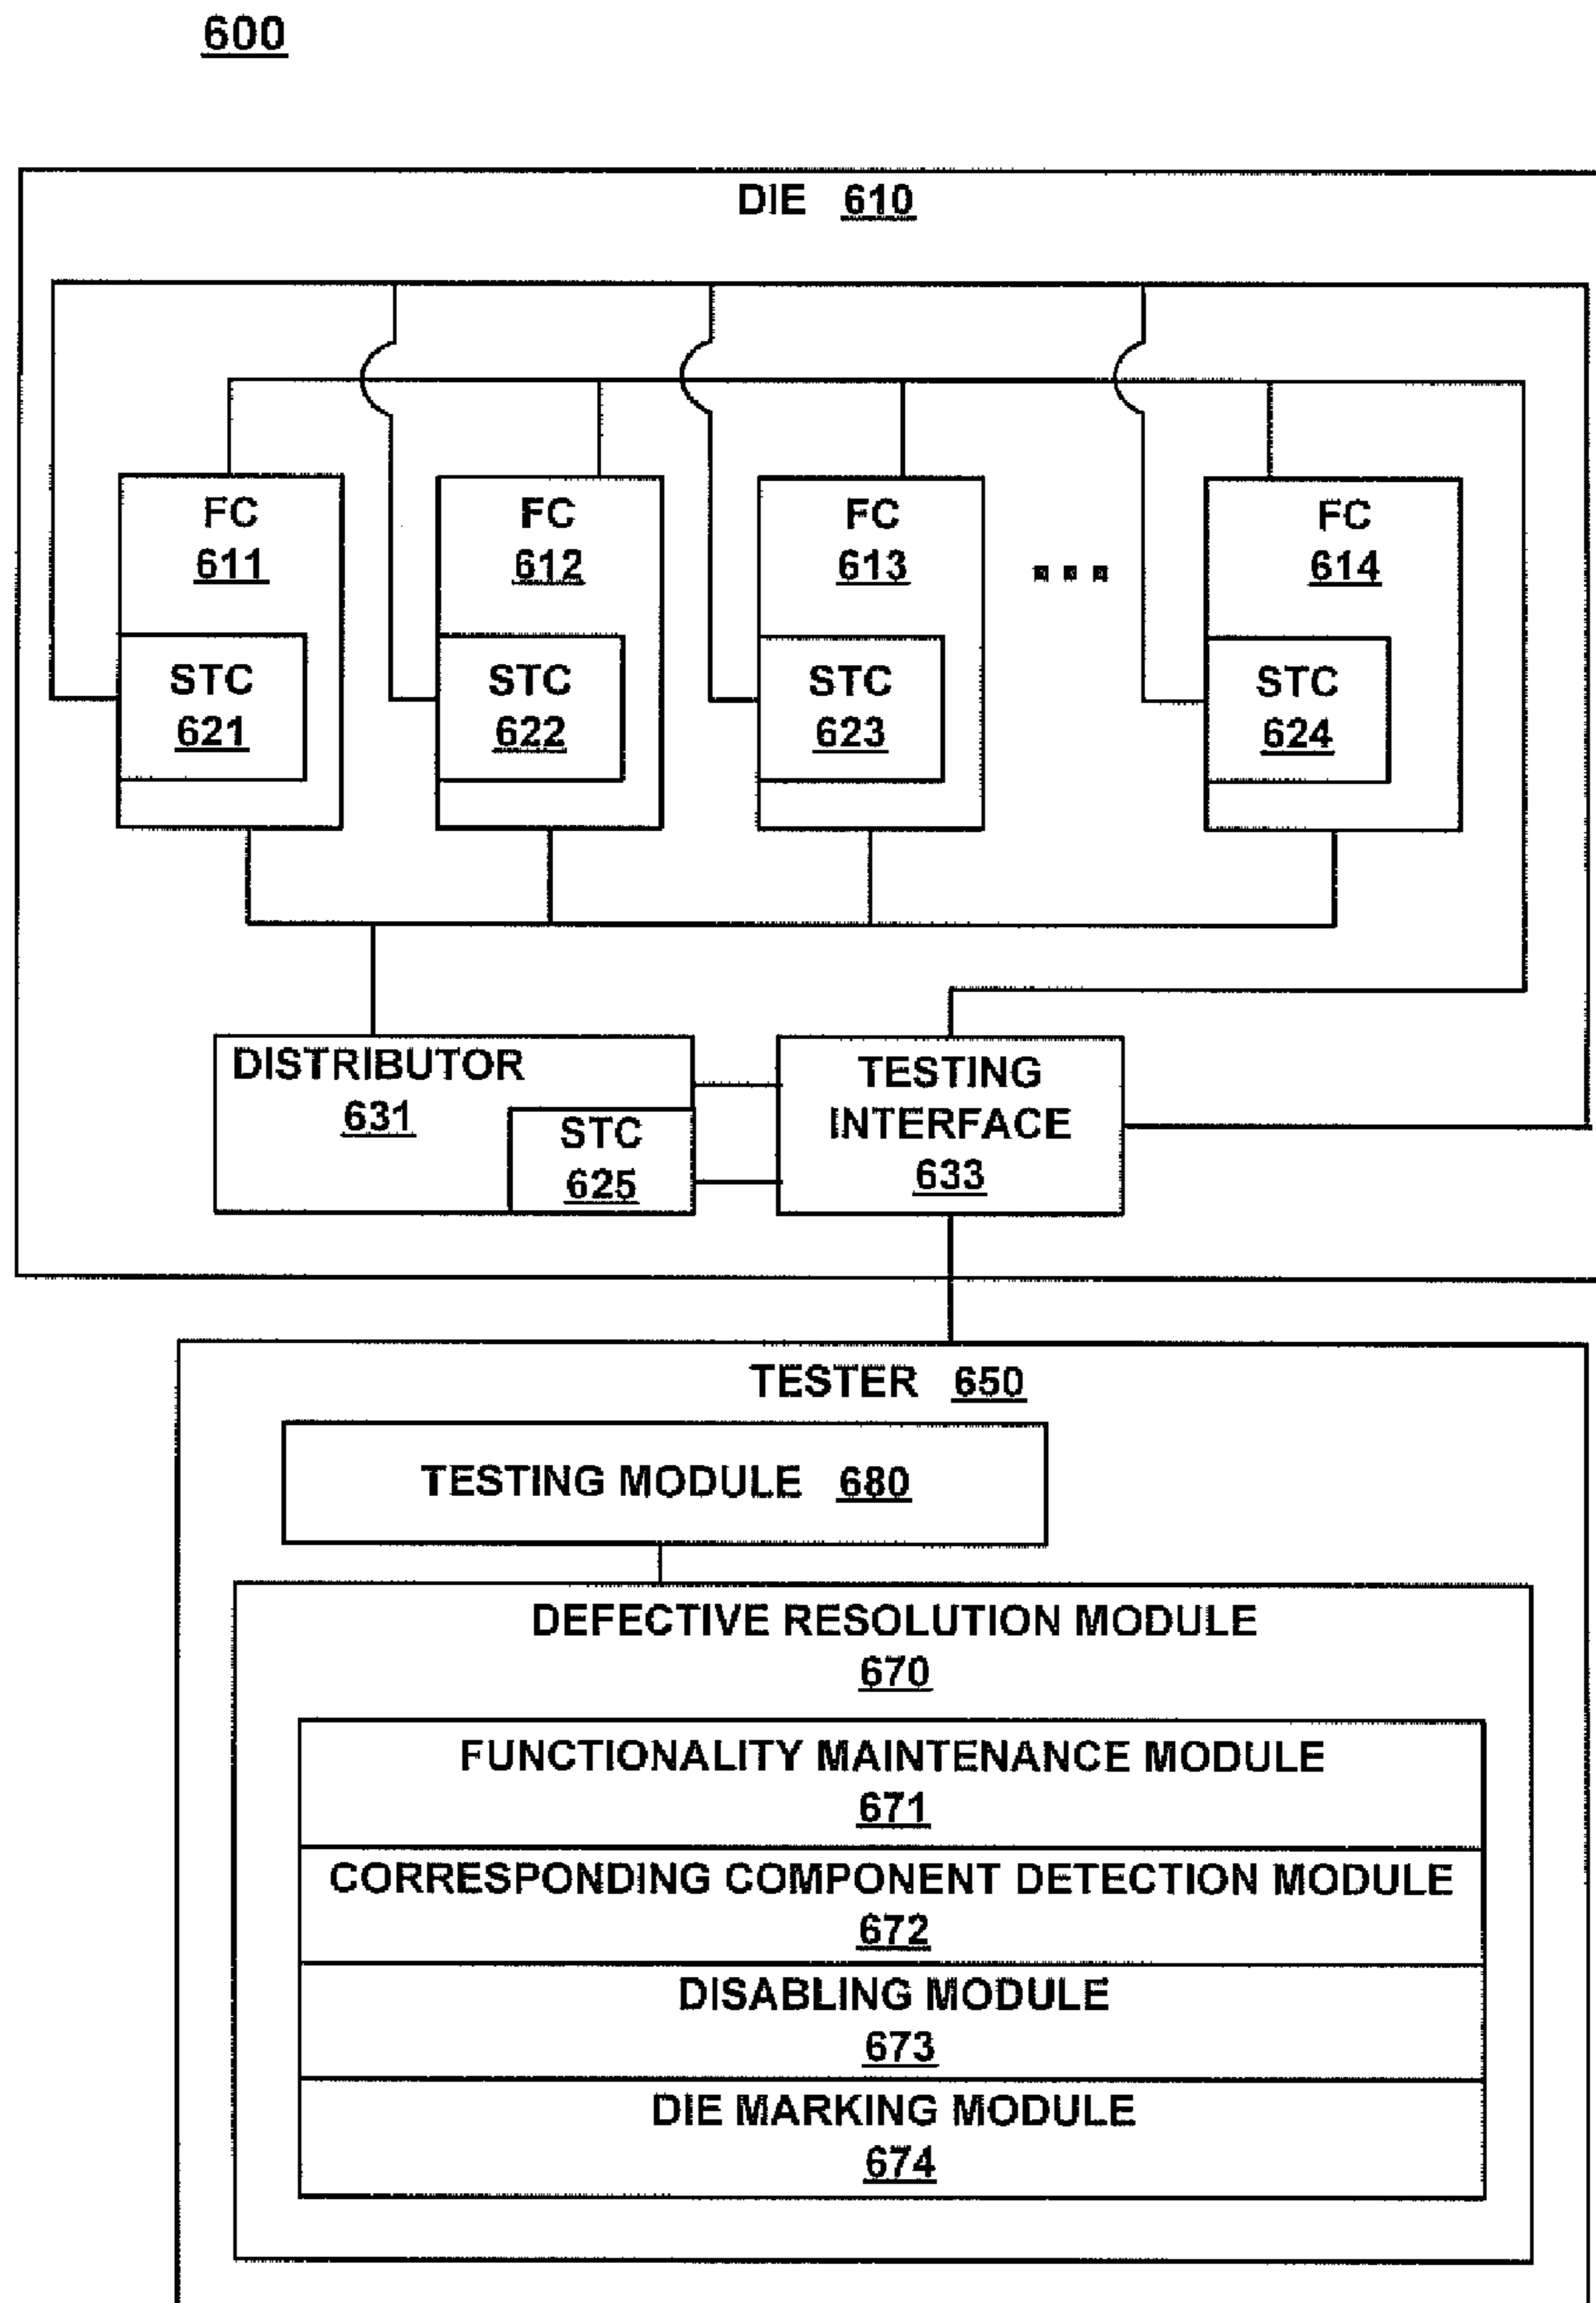 600
DIE 610
FC
611
FC
612
FC
613
FC
614
STC
621
STC
622
STC
623
STC
624
DISTRIBUTOR
631
STC
625
TESTING
INTERFACE
633
TESTER 650
TESTING MODULE 680
DEFECTIVE RESOLUTION MODULE
670
FUNCTIONALITY MAINTENANCE MODULE
671
CORRESPONDING COMPONENT DETECTION MODULE
672
DISABLING MODULE
673
DIE MARKING MODULE
674